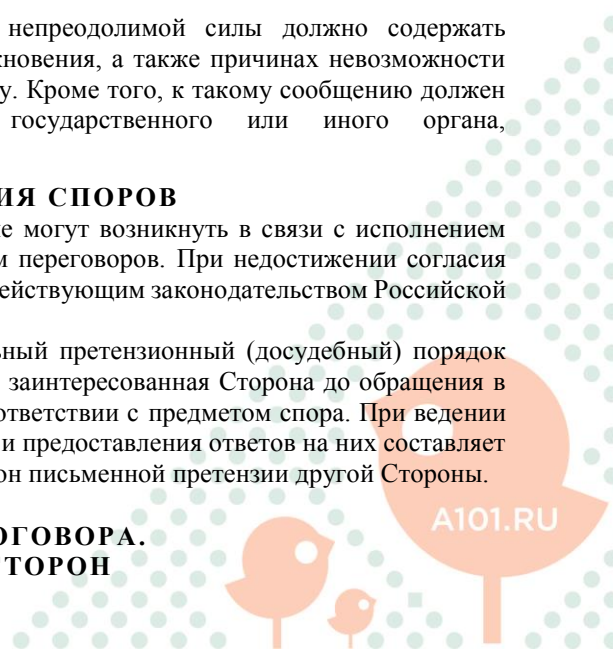 непреодолимой силы должно содержать
кновения, а также причинах невозможности
у. Кроме того, к такому сообщению должен
государственного или иного органа,
ИЯ СПОРОВ
е могут возникнуть в связи с исполнением
м переговоров. При недостижении согласия
ействующим законодательством Российской
ьный претензионный (досудебный) порядок
заинтересованная Сторона до обращения в
ответствии с предметом спора. При ведении
и предоставления ответов на них составляет
он письменной претензии другой Стороны.
A101.RU
ОГОВОРА.
ТОРОН